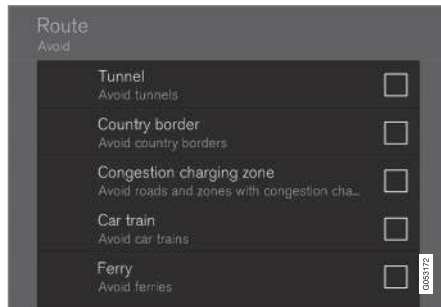 Route
Avoid
Tunnel
Avoid tunnels
Country border
Avoid country borders
Congestion charging zone
Avoid roads and zones with congestion cha...
Car train
Avoid car trains
Ferry
Avoid ferries
G053172